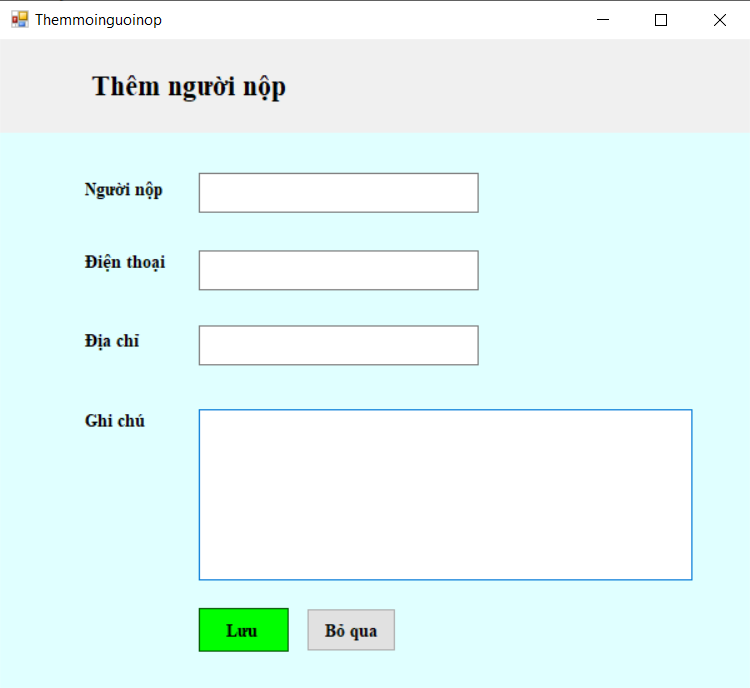 Themmoinguoinop
Thêm người nộp
Người nộp
Điện thoại
Địa chỉ
Ghi chú
Lưu
Bỏ qua